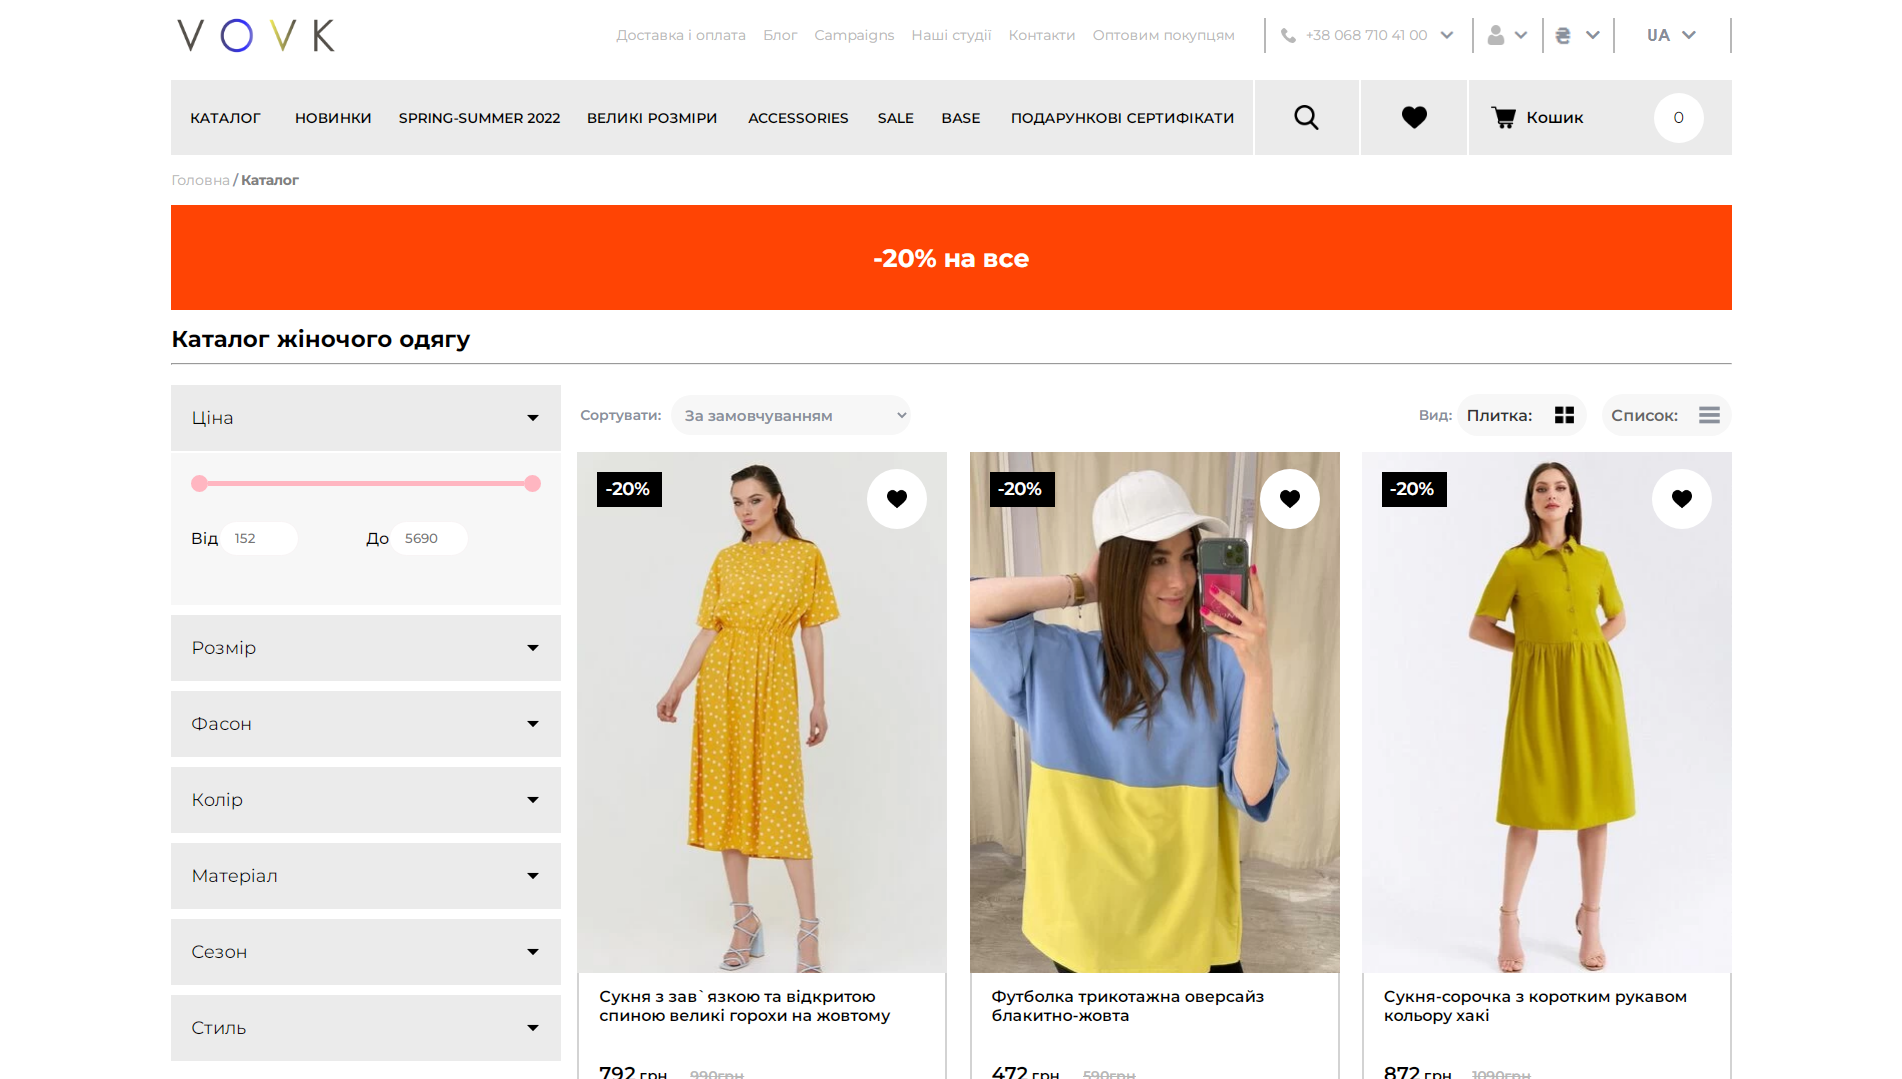 VOVK
Доставка і оплата Блог Campaigns Наші студії Контакти Оптовим покупцям +38 068 710 41 00 ₴ UA
КАТАЛОГ НОВИНКИ SPRING-SUMMER 2022 ВЕЛИКІ РОЗМІРИ ACCESSORIES SALE BASE ПОДАРУНКОВІ СЕРТИФІКАТИ Кошик 0
Головна / Каталог
-20% на все
Каталог жіночого одягу
Ціна
Сортувати: За замовчуванням Вид: Плитка: Список:
Від 152 До 5690
Розмір
Фасон
Колір
Матеріал
Сезон
Стиль
-20%
Сукня з зав`язкою та відкритою
спиною великі горохи на жовтому
792 грн 990грн
-20%
Футболка трикотажна оверсайз
блакитно-жовта
472 грн 590грн
-20%
Сукня-сорочка з коротким рукавом
кольору хакі
872 грн 1090грн